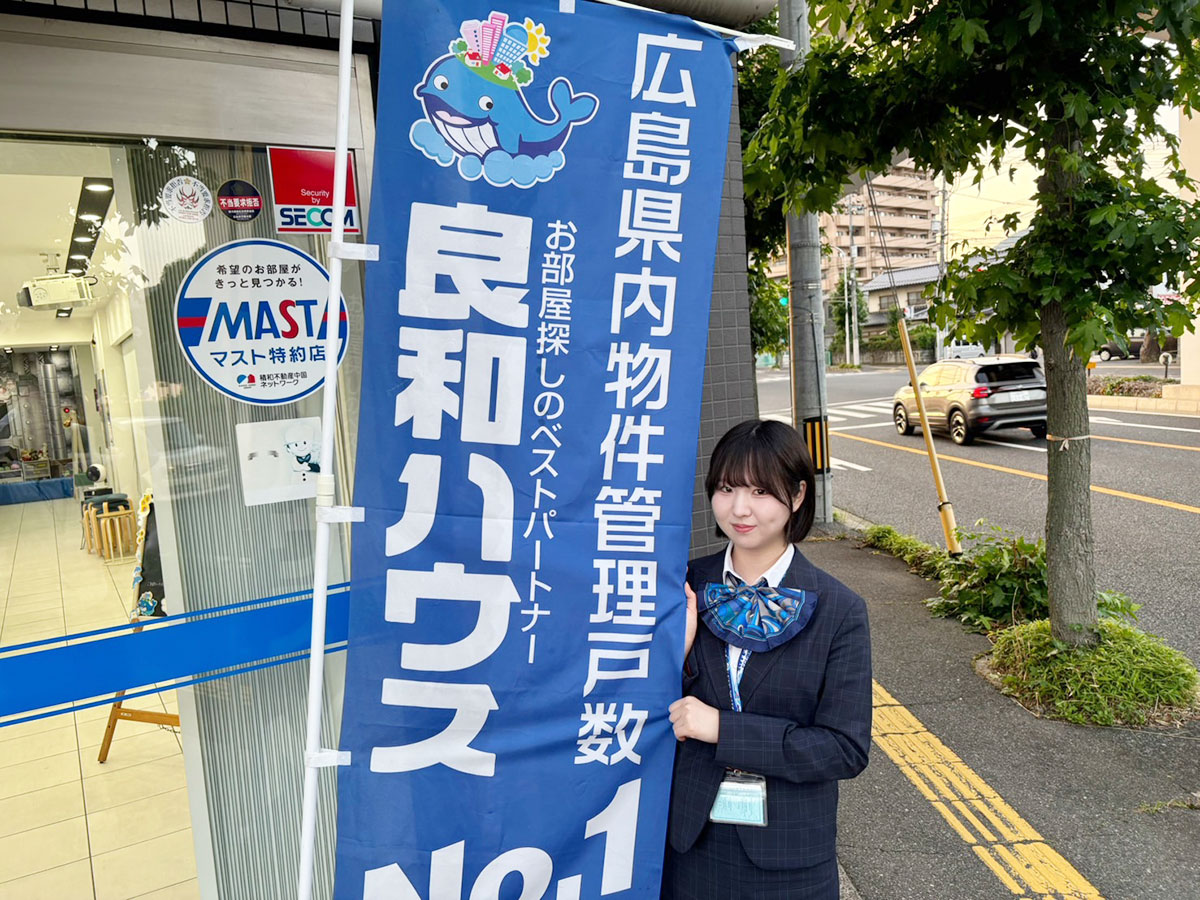 広島県内物件管理戸数
No.1
お部屋探しのベストパートナー
良和ハウス
Security
by
SECOM
不当要求拒否
希望のお部屋が
きっと見つかる!
MAST
マスト特約店
積和不動産中国
ネットワーク